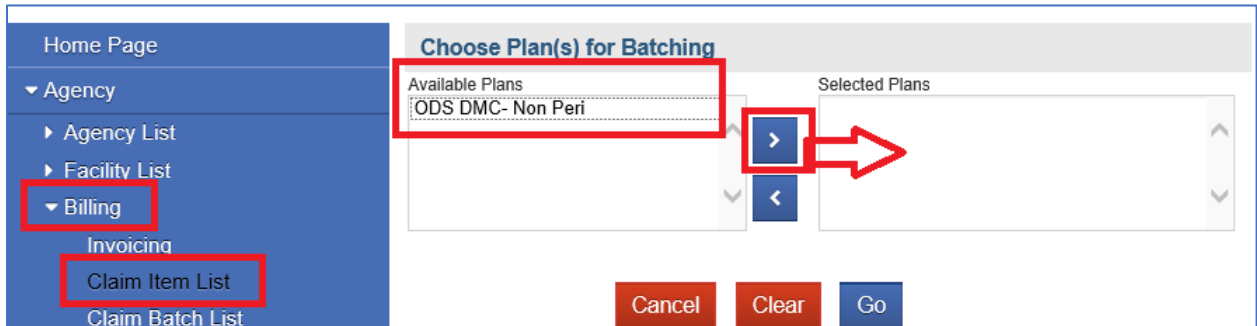 Home Page
Agency
Agency List
Facility List
Billing
Invoicing
Claim Item List
Claim Batch List
Choose Plan(s) for Batching
Available Plans
ODS DMC- Non Peri
Selected Plans
>
<
Cancel
Clear
Go